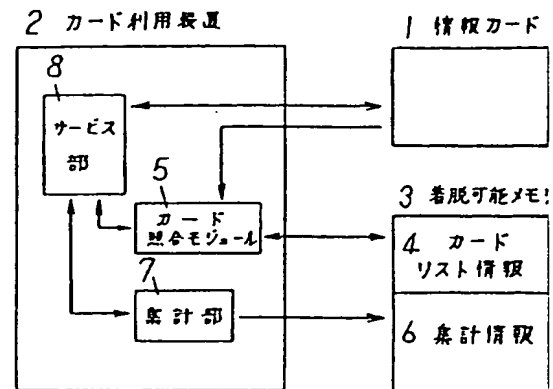 2 カード利用装置
1 情報カード
8
サービス
部
5
カード
照合モジュール
7
集計部
3 着脱可能メモ
4 カード
リスト情報
6 集計情報